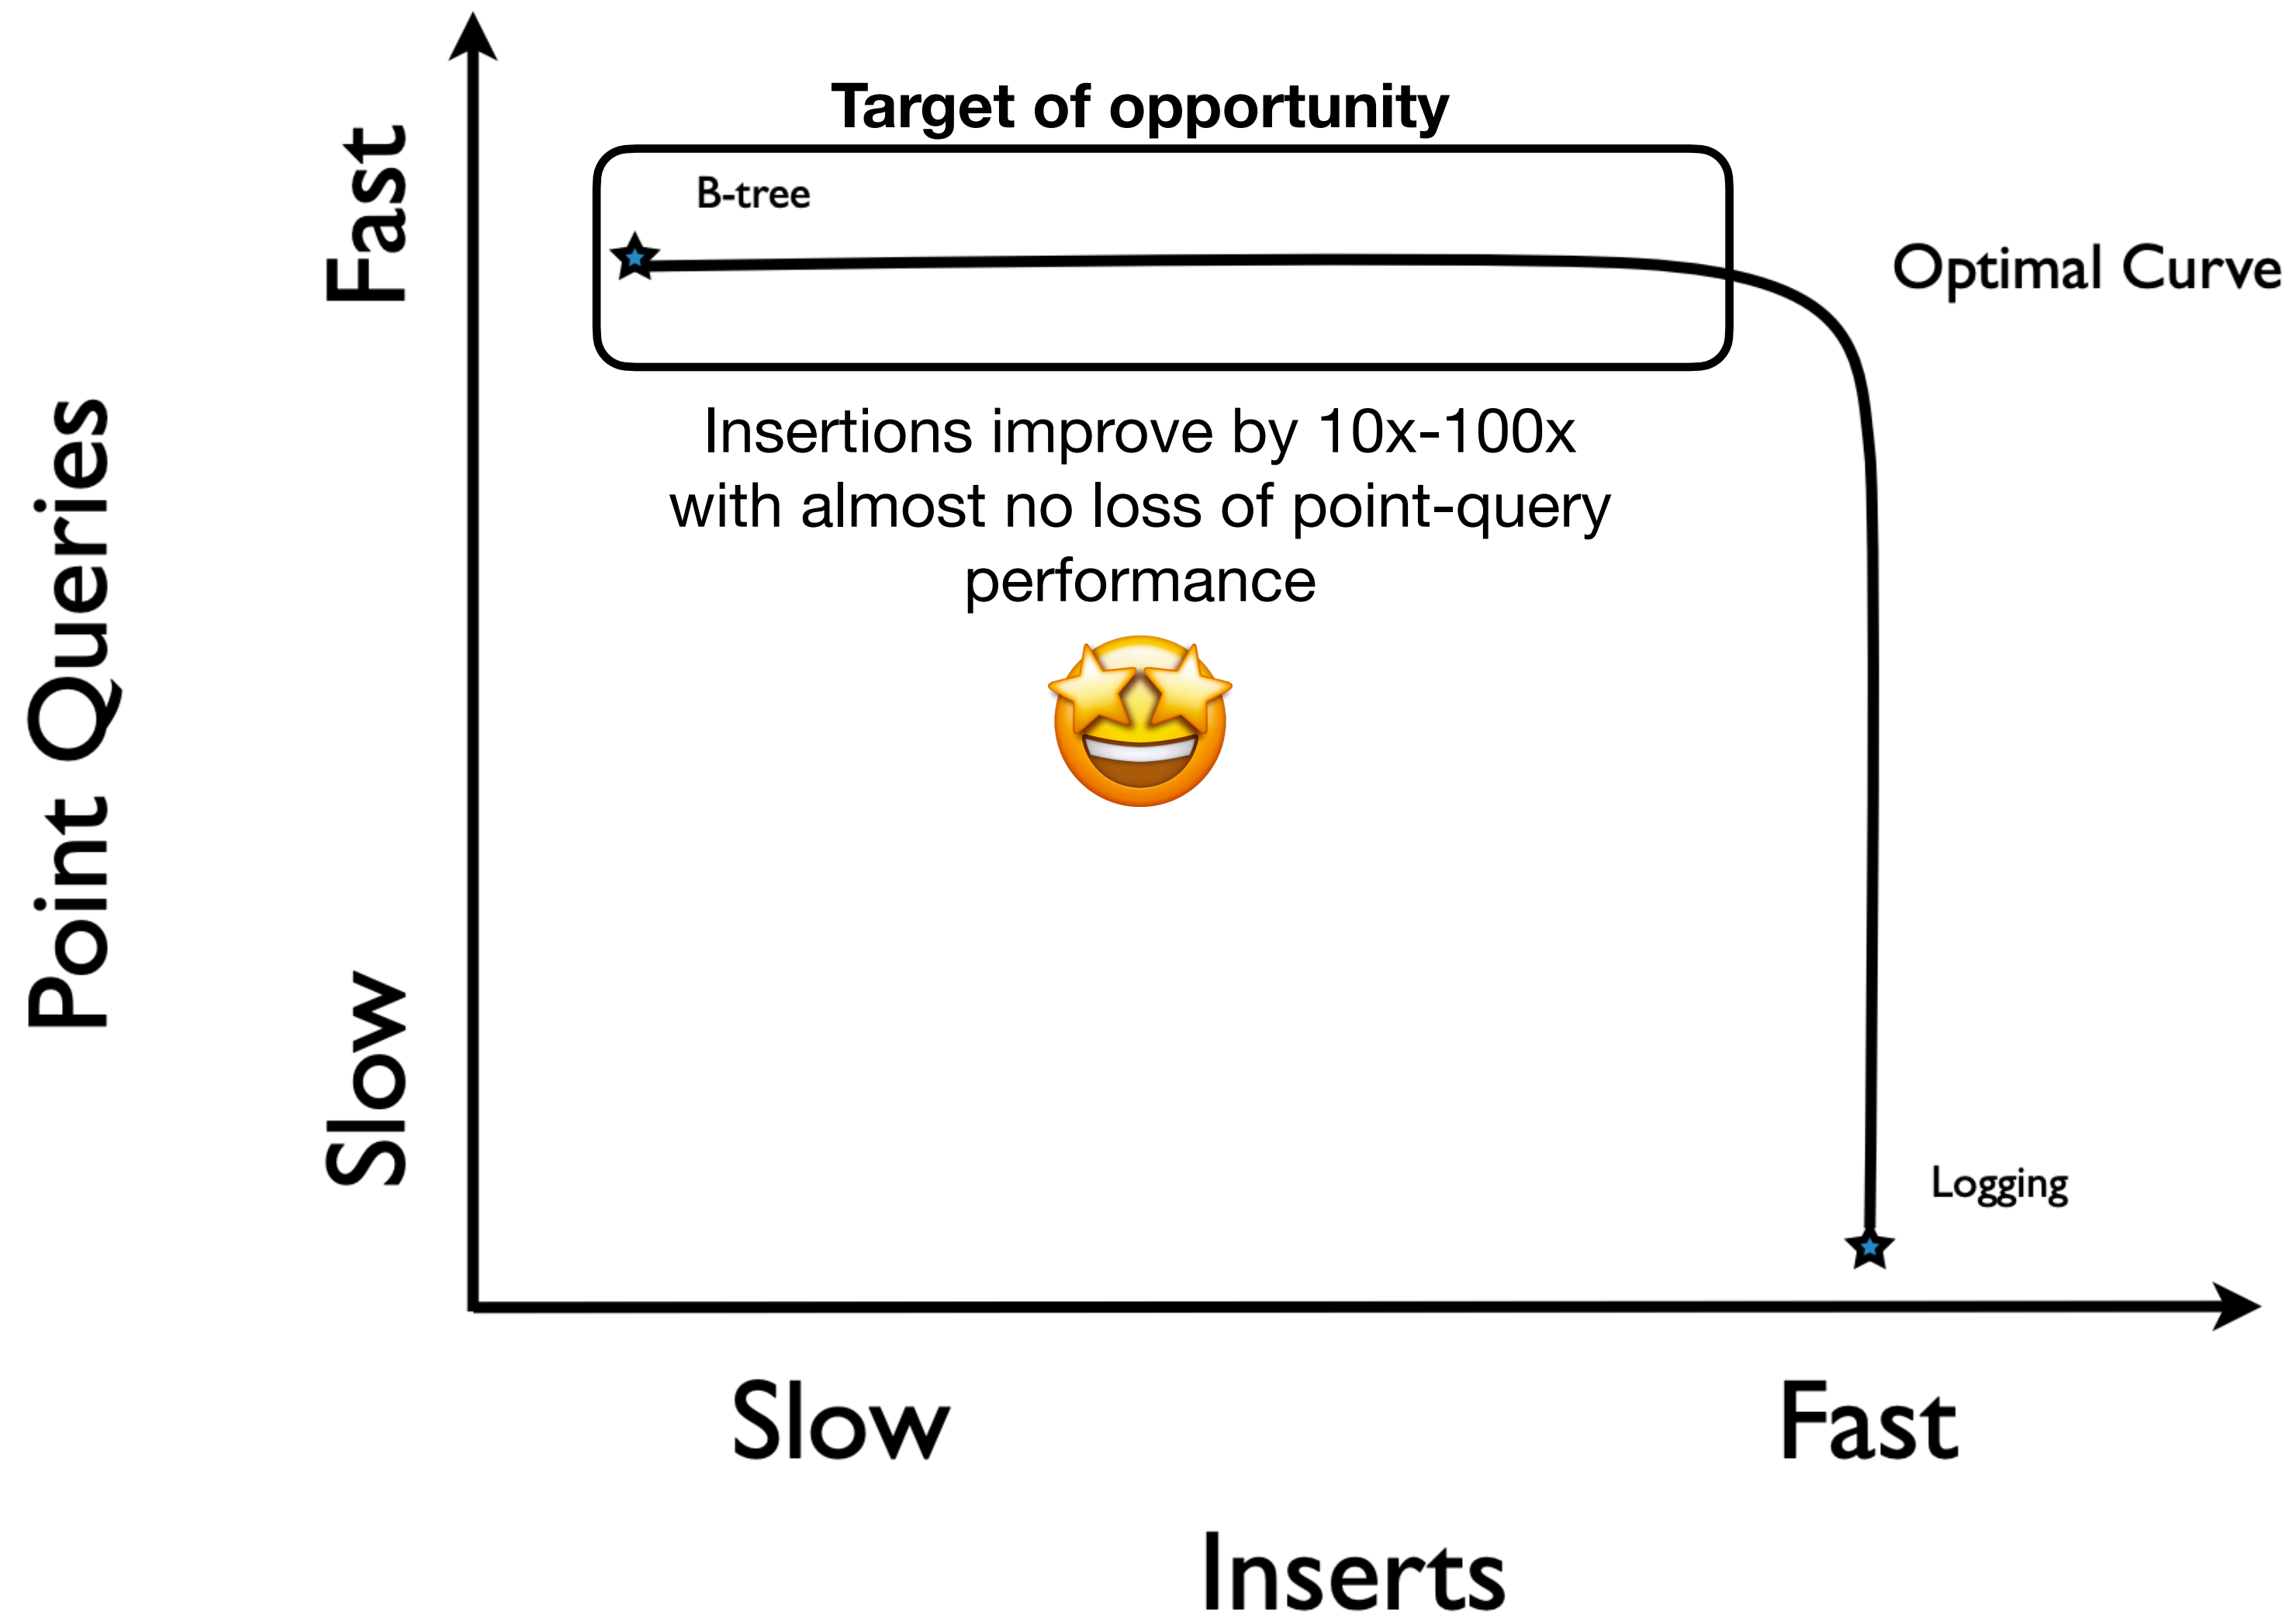 Target of opportunity
B-tree
Optimal Curve
Insertions improve by 10x-100x
with almost no loss of point-query
performance
Logging
Fast
Slow
Point Queries
Slow
Fast
Inserts